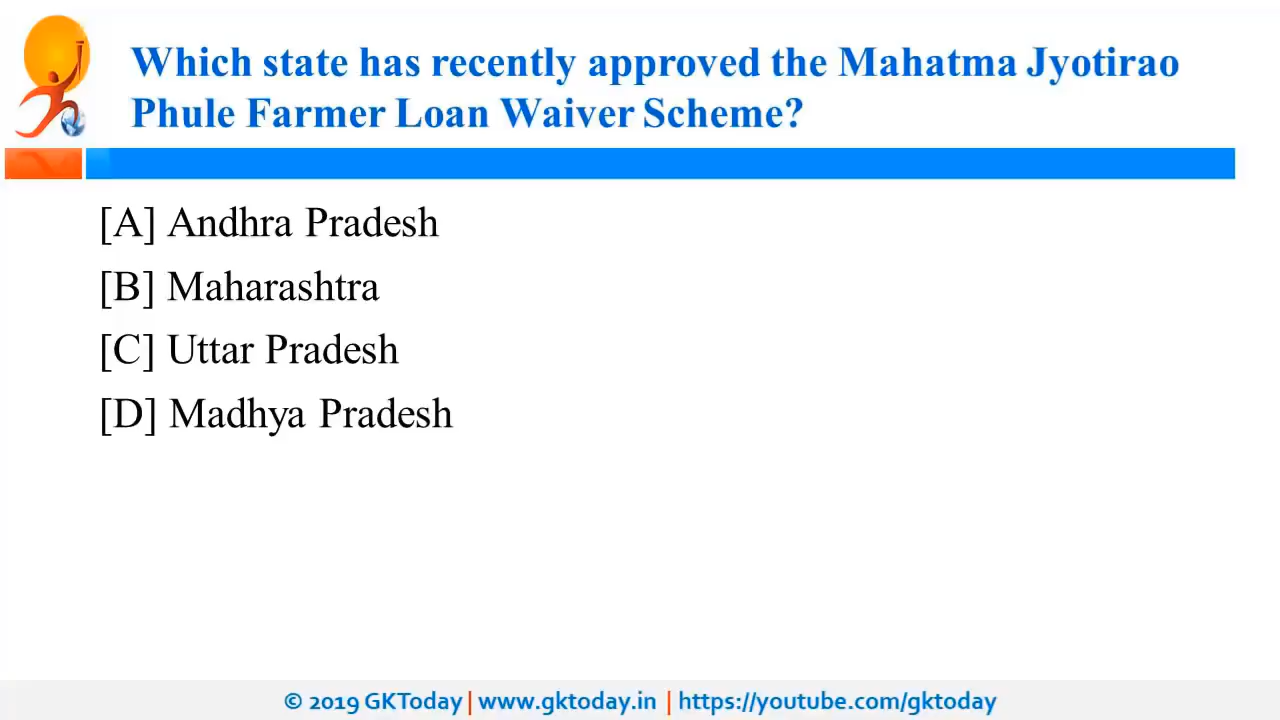 Which state has recently approved the Mahatma Jyotirao
Phule Farmer Loan Waiver Scheme?
[A] Andhra Pradesh
[B] Maharashtra
[C] Uttar Pradesh
[D] Madhya Pradesh
© 2019 GKToday | www.gktoday.in | https://youtube.com/gktoday